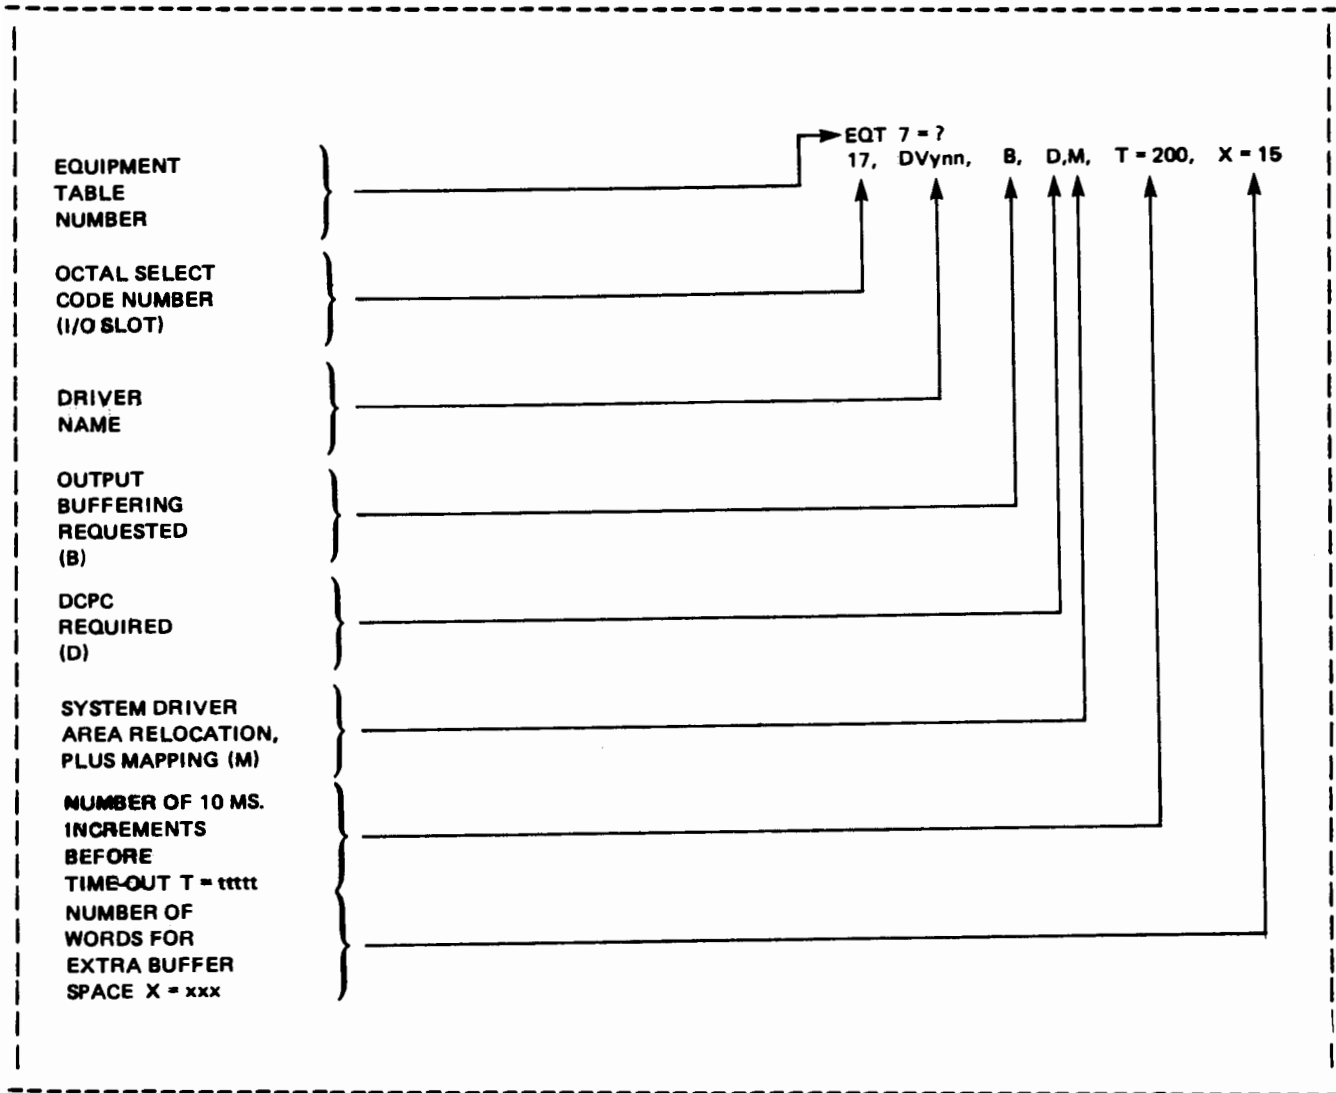 EQT 7 = ?
17, DVynn, B, D,M, T = 200, X = 15
EQUIPMENT
TABLE
NUMBER
OCTAL SELECT
CODE NUMBER
(I/O SLOT)
DRIVER
NAME
OUTPUT
BUFFERING
REQUESTED
(B)
DCPC
REQUIRED
(D)
SYSTEM DRIVER
AREA RELOCATION,
PLUS MAPPING (M)
NUMBER OF 10 MS.
INCREMENTS
BEFORE
TIME-OUT T = ttttt
NUMBER OF
WORDS FOR
EXTRA BUFFER
SPACE X = xxx